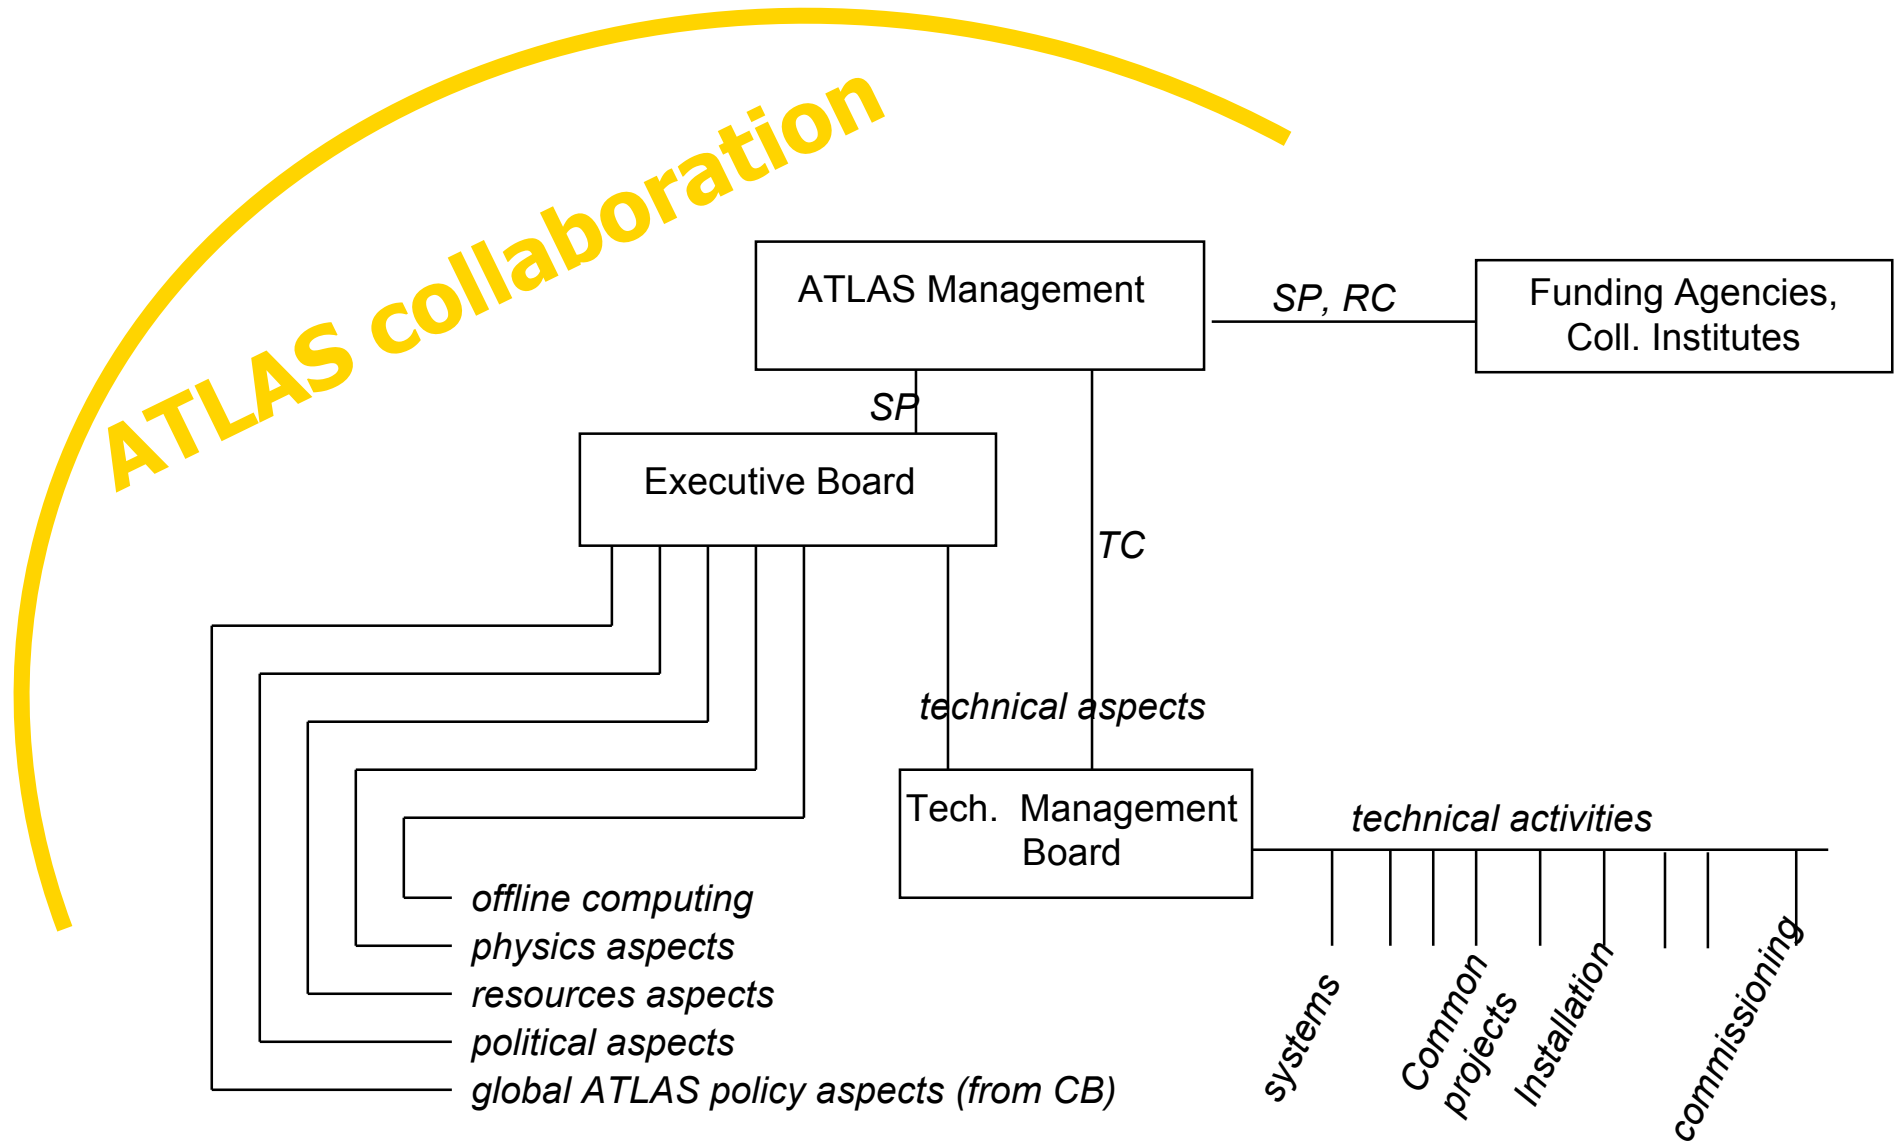 ATLAS collaboration
ATLAS Management
SP, RC
Funding Agencies,
Coll. Institutes
SP
Executive Board
TC
technical aspects
Tech.  Management
Board
technical activities
offline computing
physics aspects
resources aspects
political aspects
global ATLAS policy aspects (from CB)
systems
Common
projects
Installation
commissioning